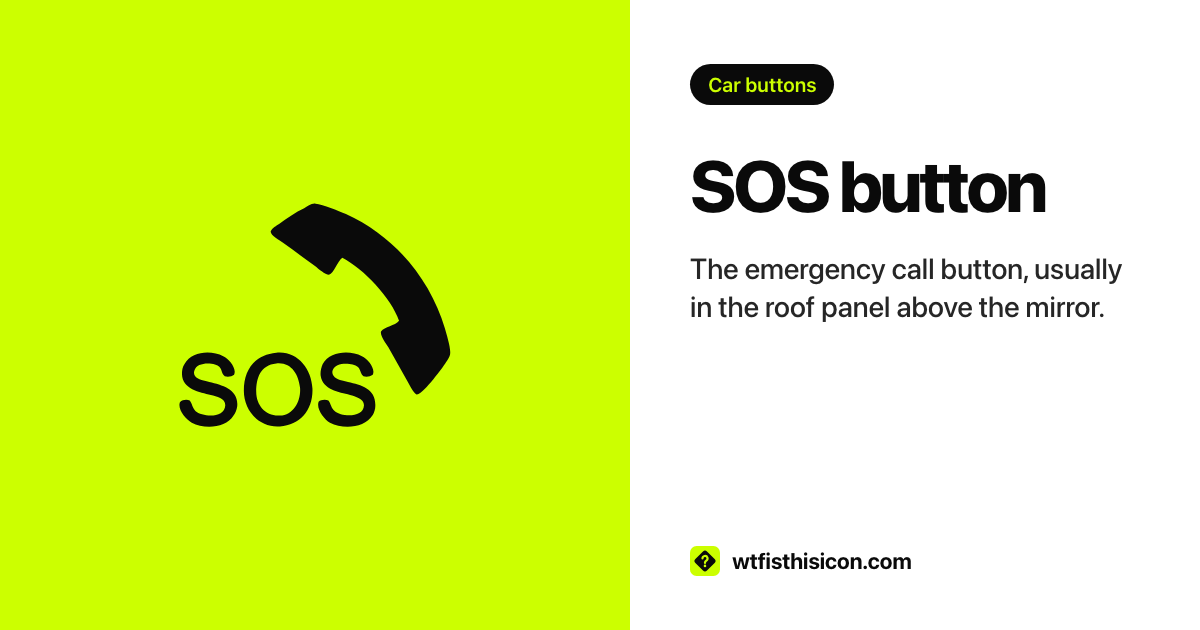 SOS
Car buttons
SOS button
The emergency call button, usually
in the roof panel above the mirror.
?
wtfisthisicon.com